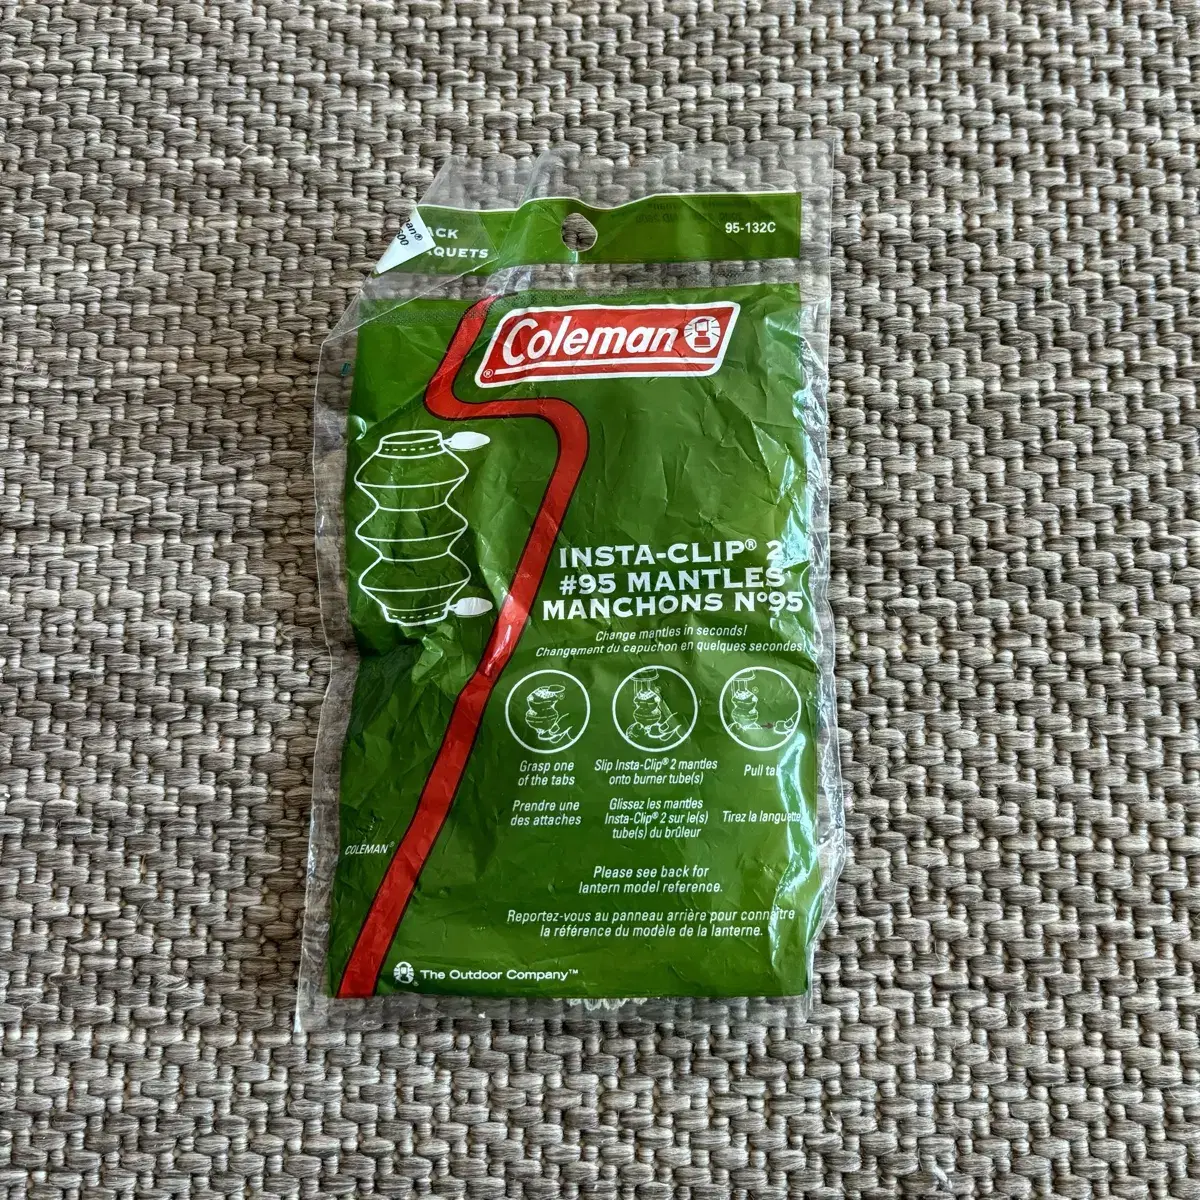 ACK
QUETS
an®
500
95-132C
Coleman
®
INSTA-CLIP® 2
#95 MANTLES
MANCHONS Nº95
Change mantles in seconds!
Changement du capuchon en quelques secondes!
Grasp one
of the tabs
Slip Insta-Clip® 2 mantles
onto burner tube(s)
Pull ta
Prendre une
des attaches
Glissez les mantles
Insta-Clip® 2 sur le(s)
tube(s) du brûleur
Tirez la languette
COLEMAN®
Please see back for
lantern model reference.
Reportez-vous au panneau arrière pour connaître
la référence du modèle de la lanterne.
The Outdoor Company™